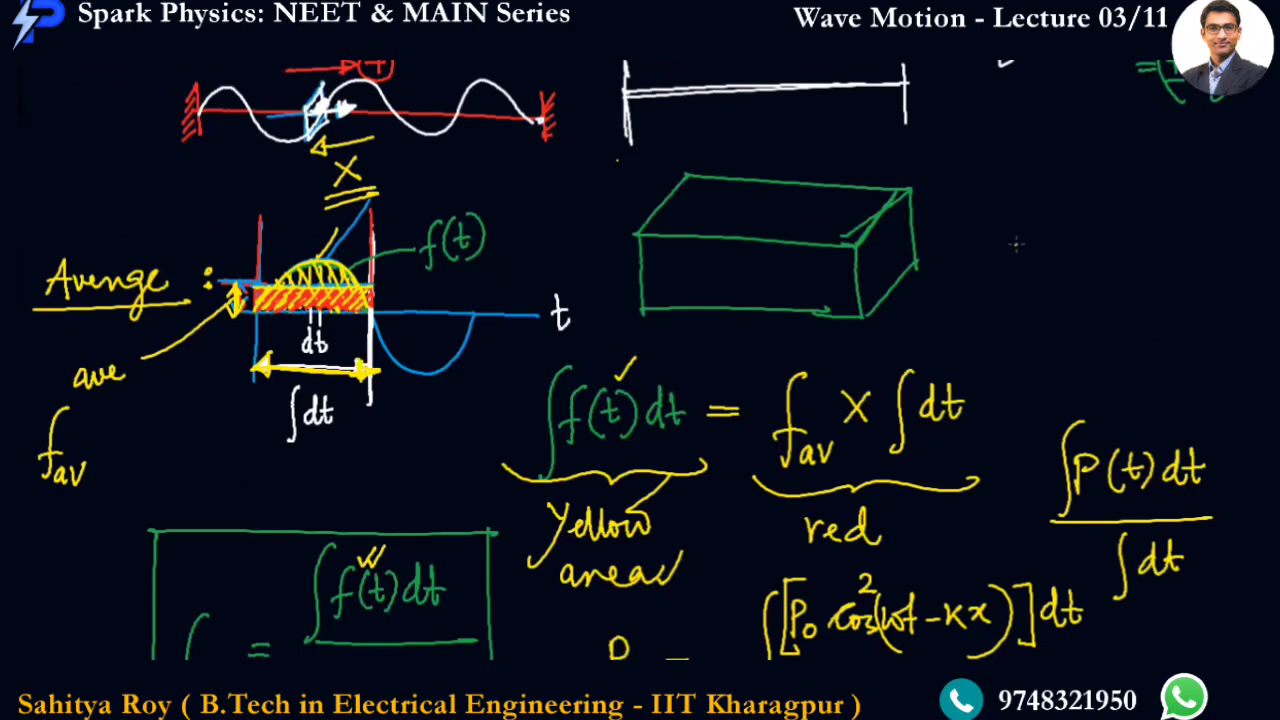 Spark Physics: NEET & MAIN Series
Wave Motion - Lecture 03/11
X
f(t)
Avenge :
t
dt
ave
∫dt
f_av
∫f(t)dt = f_av X ∫dt
yellow area
red
∫P(t)dt / ∫dt
∫f(t)dt
=
∫[P₀ cos²(ωt - Kx)]dt
Sahitya Roy ( B.Tech in Electrical Engineering - IIT Kharagpur )
9748321950